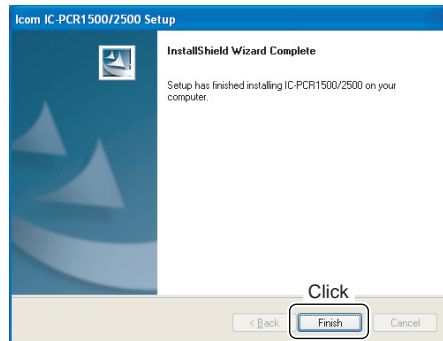 Icom IC-PCR1500/2500 Setup
InstallShield Wizard Complete
Setup has finished installing IC-PCR1500/2500 on your
computer.
Click
< Back
Finish
Cancel